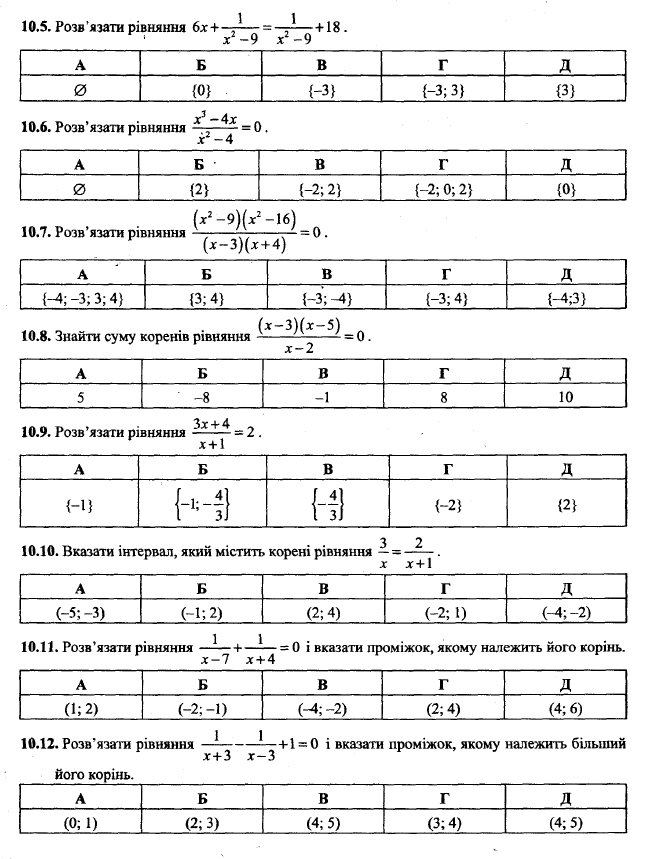 10.5. Розв'язати рівняння 6x + 1/(x² − 9) = 1/(x² − 9) + 18 .
А Б В Г Д
∅ {0} {−3} {−3; 3} {3}
10.6. Розв'язати рівняння (x³ − 4x)/(x² − 4) = 0 .
А Б В Г Д
∅ {2} {−2; 2} {−2; 0; 2} {0}
10.7. Розв'язати рівняння ((x² − 9)(x² − 16))/((x − 3)(x + 4)) = 0 .
А Б В Г Д
{−4; −3; 3; 4} {3; 4} {−3; −4} {−3; 4} {−4;3}
10.8. Знайти суму коренів рівняння ((x − 3)(x − 5))/(x − 2) = 0 .
А Б В Г Д
5 −8 −1 8 10
10.9. Розв'язати рівняння (3x + 4)/(x + 1) = 2 .
А Б В Г Д
{−1} {−1; −4/3} {−4/3} {−2} {2}
10.10. Вказати інтервал, який містить корені рівняння 3/x = 2/(x + 1) .
А Б В Г Д
(−5; −3) (−1; 2) (2; 4) (−2; 1) (−4; −2)
10.11. Розв'язати рівняння 1/(x − 7) + 1/(x + 4) = 0 і вказати проміжок, якому належить його корінь.
А Б В Г Д
(1; 2) (−2; −1) (−4; −2) (2; 4) (4; 6)
10.12. Розв'язати рівняння 1/(x + 3) − 1/(x − 3) + 1 = 0 і вказати проміжок, якому належить більший
його корінь.
А Б В Г Д
(0; 1) (2; 3) (4; 5) (3; 4) (4; 5)